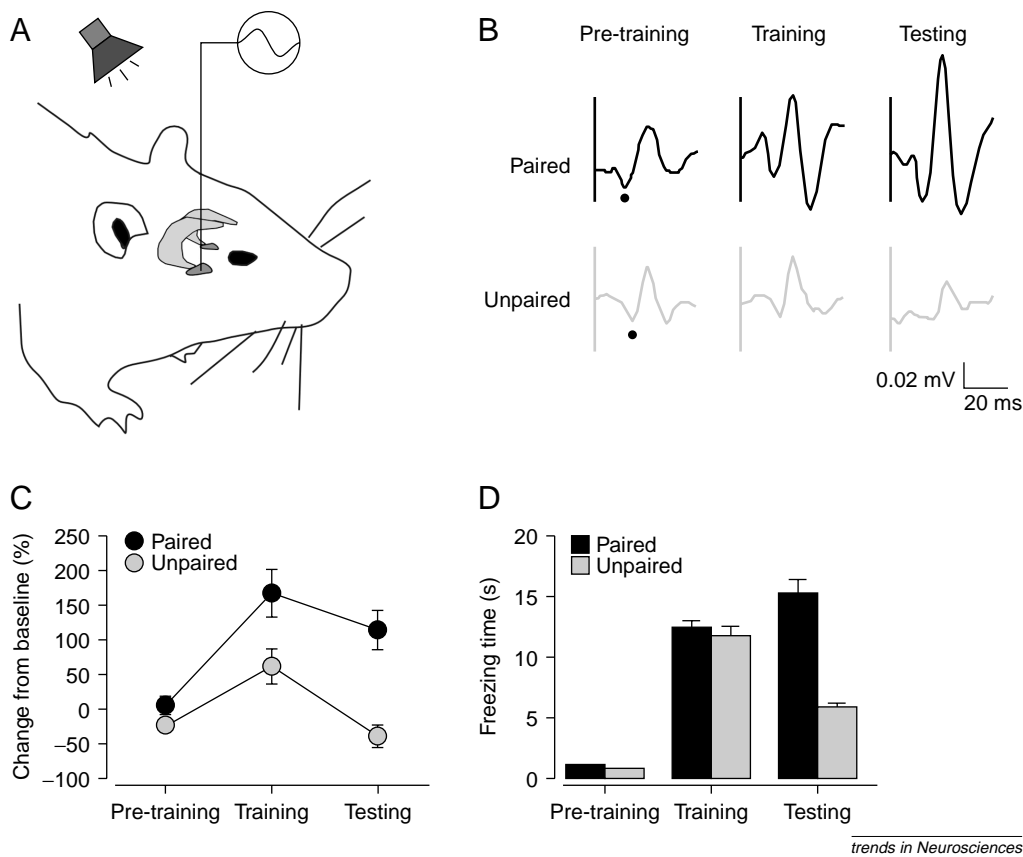 A
B
Pre-training Training Testing
Paired
Unpaired
0.02 mV
20 ms
C
Change from baseline (%)
250
200
150
100
50
0
−50
−100
Paired
Unpaired
Pre-training Training Testing
D
Freezing time (s)
20
15
10
5
0
Paired
Unpaired
Pre-training Training Testing
trends in Neurosciences